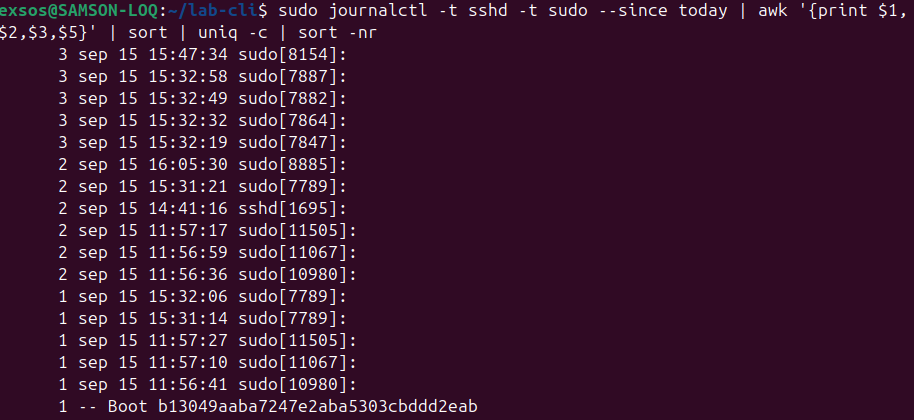 exsos@SAMSON-LOQ:~/lab-cli$ sudo journalctl -t sshd -t sudo --since today | awk '{print $1,
$2,$3,$5}' | sort | uniq -c | sort -nr
3 sep 15 15:47:34 sudo[8154]:
3 sep 15 15:32:58 sudo[7887]:
3 sep 15 15:32:49 sudo[7882]:
3 sep 15 15:32:32 sudo[7864]:
3 sep 15 15:32:19 sudo[7847]:
2 sep 15 16:05:30 sudo[8885]:
2 sep 15 15:31:21 sudo[7789]:
2 sep 15 14:41:16 sshd[1695]:
2 sep 15 11:57:17 sudo[11505]:
2 sep 15 11:56:59 sudo[11067]:
2 sep 15 11:56:36 sudo[10980]:
1 sep 15 15:32:06 sudo[7789]:
1 sep 15 15:31:14 sudo[7789]:
1 sep 15 11:57:27 sudo[11505]:
1 sep 15 11:57:10 sudo[11067]:
1 sep 15 11:56:41 sudo[10980]:
1 -- Boot b13049aaba7247e2aba5303cbddd2eab